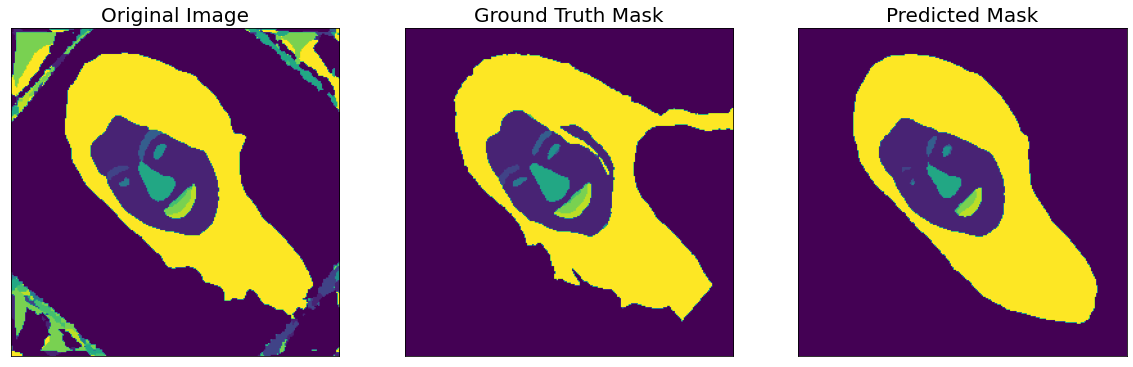 Original Image
Ground Truth Mask
Predicted Mask